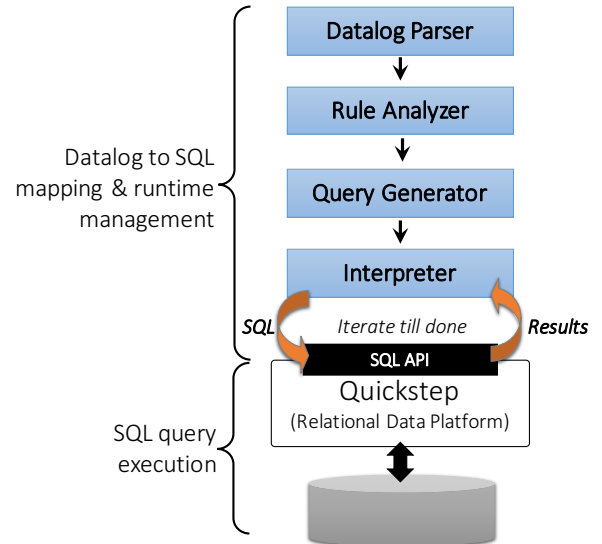 Datalog Parser
Rule Analyzer
Datalog to SQL
mapping & runtime
management
Query Generator
Interpreter
SQL
Iterate till done
Results
SQL API
Quickstep
(Relational Data Platform)
SQL query
execution